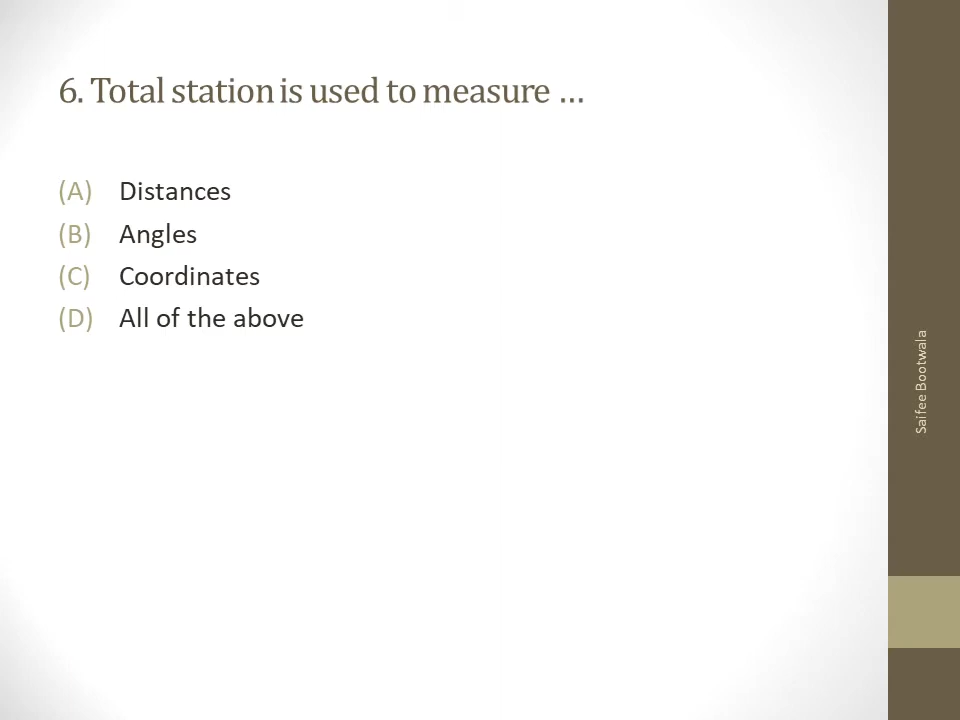 6. Total station is used to measure …
(A) Distances
(B) Angles
(C) Coordinates
(D) All of the above
Saifee Bootwala